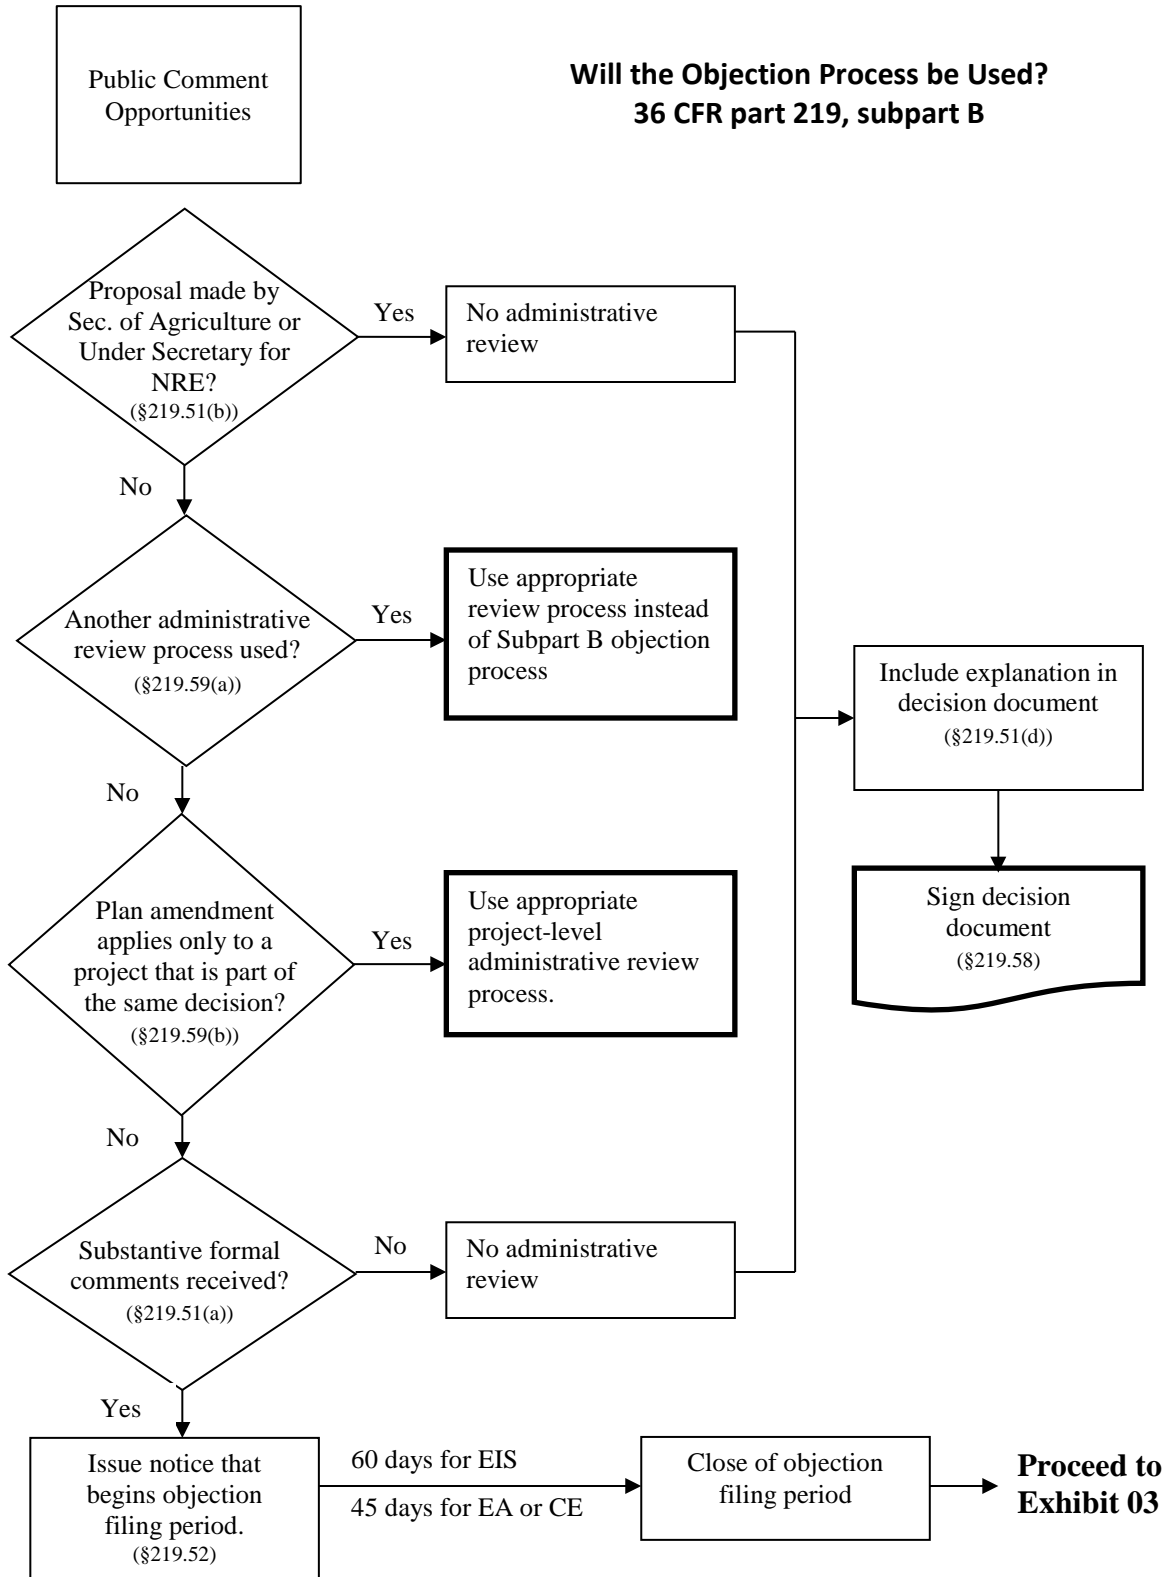 Public Comment
Opportunities
Will the Objection Process be Used?
36 CFR part 219, subpart B
Proposal made by
Sec. of Agriculture or
Under Secretary for
NRE?
(§219.51(b))
Yes
No administrative
review
No
Another administrative
review process used?
(§219.59(a))
Yes
Use appropriate
review process instead
of Subpart B objection
process
Include explanation in
decision document
(§219.51(d))
No
Plan amendment
applies only to a
project that is part of
the same decision?
(§219.59(b))
Yes
Use appropriate
project-level
administrative review
process.
Sign decision
document
(§219.58)
No
Substantive formal
comments received?
(§219.51(a))
No
No administrative
review
Yes
Issue notice that
begins objection
filing period.
(§219.52)
60 days for EIS
45 days for EA or CE
Close of objection
filing period
Proceed to
Exhibit 03